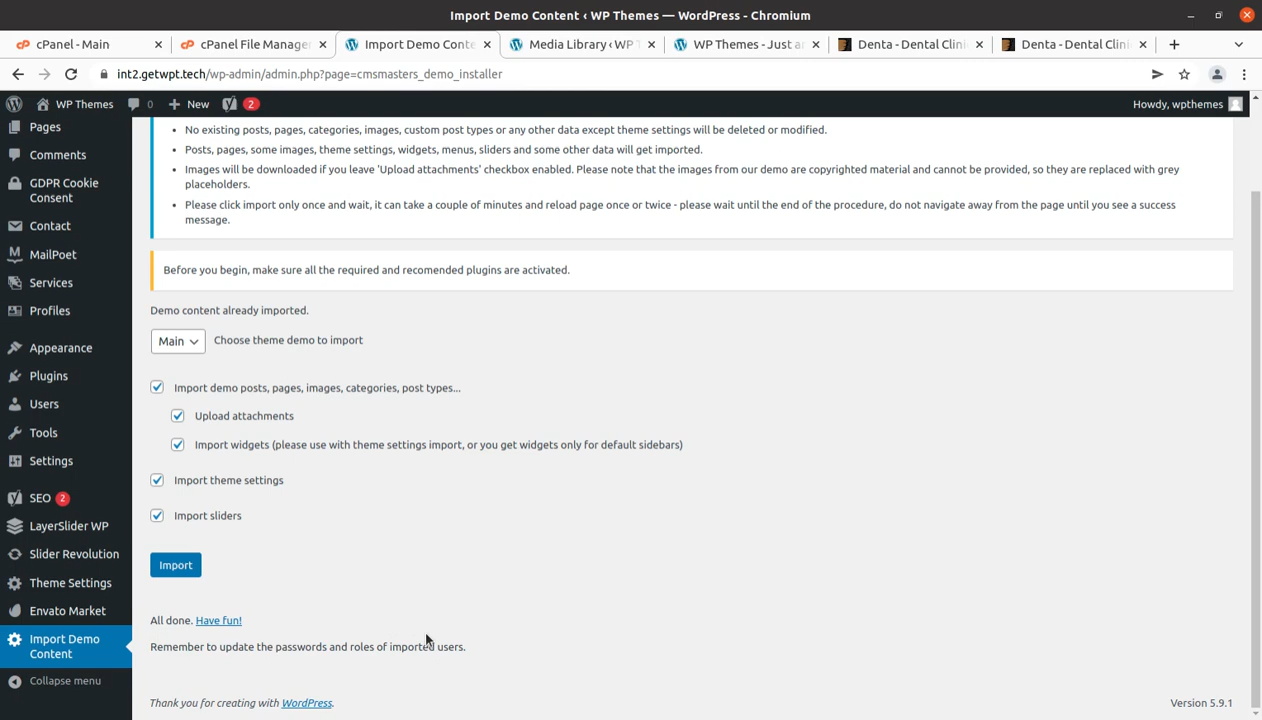 Import Demo Content ‹ WP Themes — WordPress - Chromium
cPanel - Main
cPanel File Manager
Import Demo Conte
Media Library ‹ WP T
WP Themes - Just a
Denta - Dental Clini
Denta - Dental Clini
int2.getwpt.tech/wp-admin/admin.php?page=cmsmasters_demo_installer
WP Themes
0
New
2
Howdy, wpthemes
Pages
Comments
GDPR Cookie
Consent
Contact
MailPoet
Services
Profiles
Appearance
Plugins
Users
Tools
Settings
SEO 2
LayerSlider WP
Slider Revolution
Theme Settings
Envato Market
Import Demo
Content
Collapse menu
• No existing posts, pages, categories, images, custom post types or any other data except theme settings will be deleted or modified.
• Posts, pages, some images, theme settings, widgets, menus, sliders and some other data will get imported.
• Images will be downloaded if you leave 'Upload attachments' checkbox enabled. Please note that the images from our demo are copyrighted material and cannot be provided, so they are replaced with grey
placeholders.
• Please click import only once and wait, it can take a couple of minutes and reload page once or twice - please wait until the end of the procedure, do not navigate away from the page until you see a success
message.
Before you begin, make sure all the required and recomended plugins are activated.
Demo content already imported.
Main
Choose theme demo to import
Import demo posts, pages, images, categories, post types...
Upload attachments
Import widgets (please use with theme settings import, or you get widgets only for default sidebars)
Import theme settings
Import sliders
Import
All done. Have fun!
Remember to update the passwords and roles of imported users.
Thank you for creating with WordPress.
Version 5.9.1